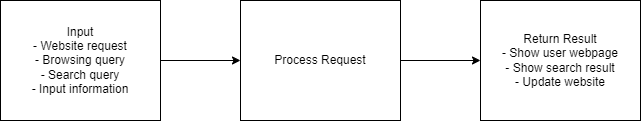 Input
- Website request
- Browsing query
- Search query
- Input information
Process Request
Return Result
- Show user webpage
- Show search result
- Update website